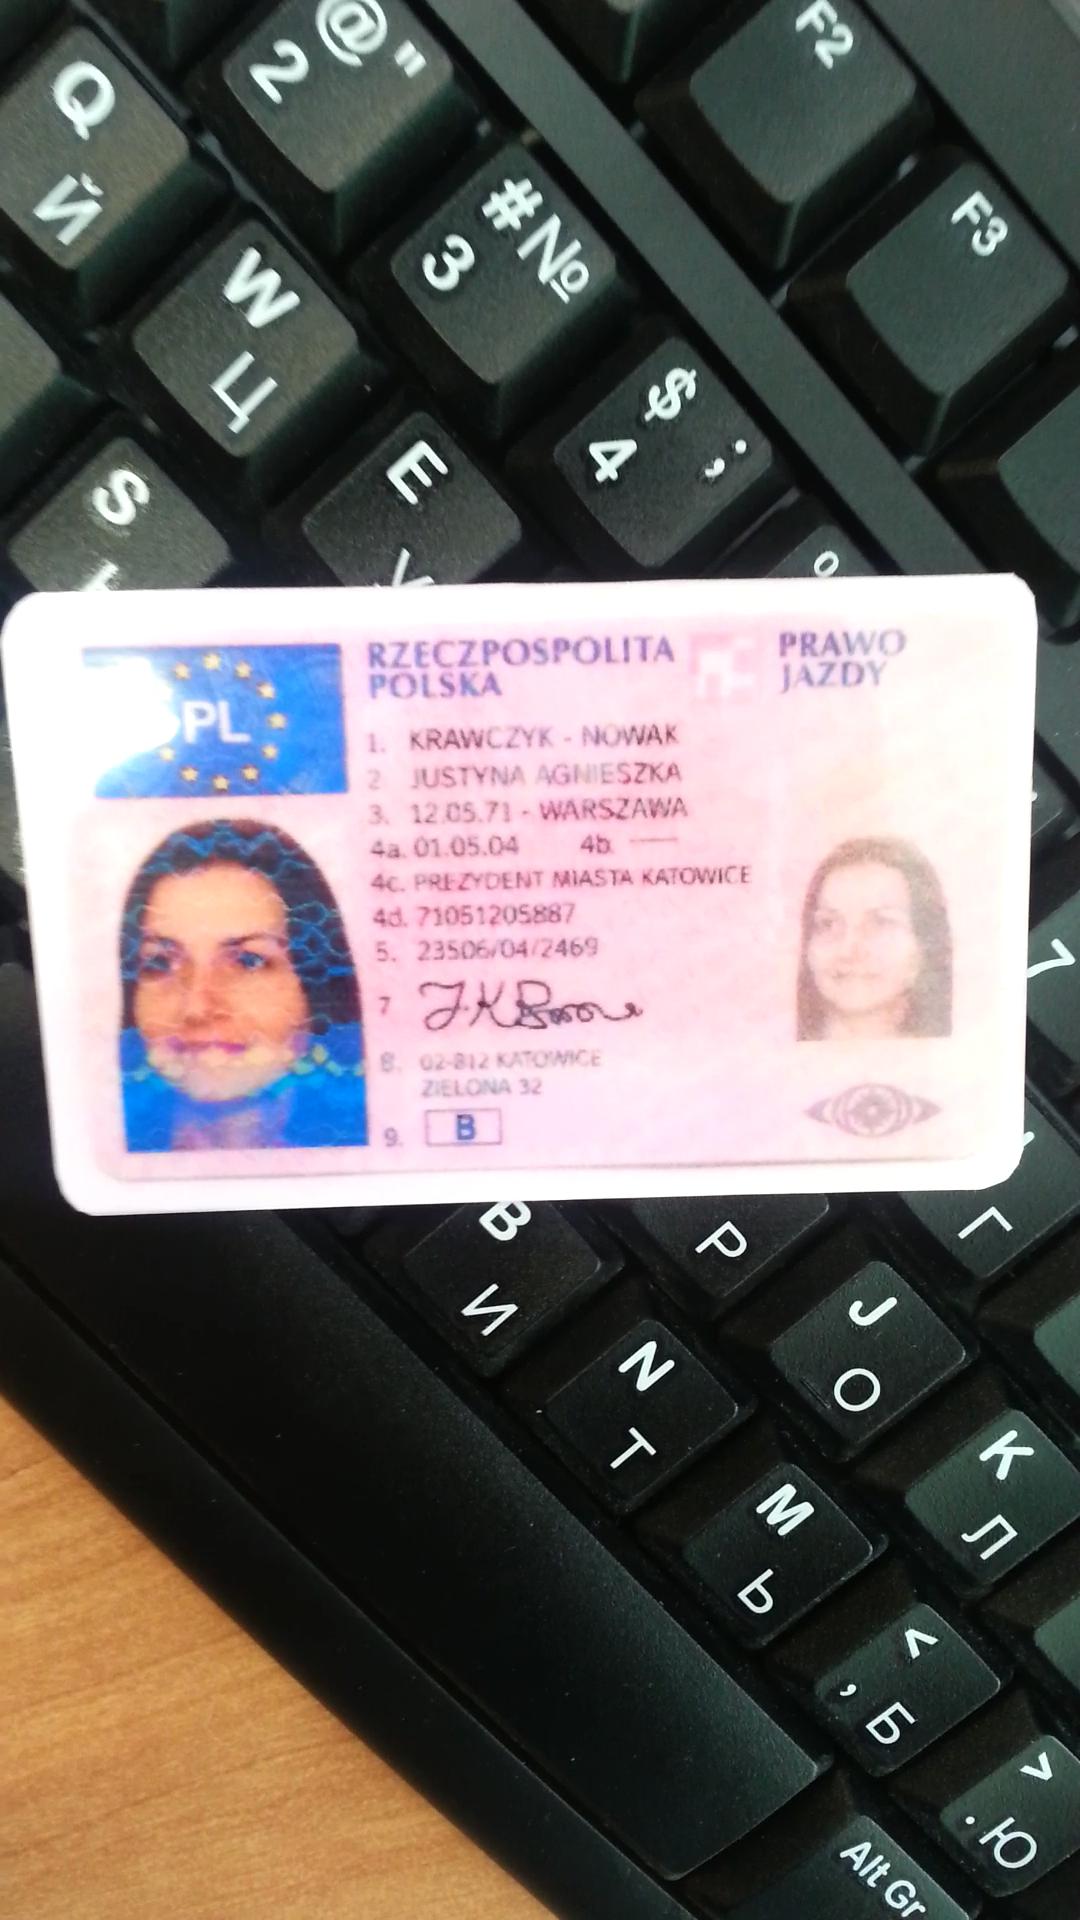 @ "
2
F2
Q
Й
# №
3
F3
W
Ц
$ ;
4
E
S
PL
RZECZPOSPOLITA
POLSKA
PRAWO
JAZDY
1. KRAWCZYK - NOWAK
2 JUSTYNA AGNIESZKA
3. 12.05.71 - WARSZAWA
4a. 01.05.04 4b.
4c. PREZYDENT MIASTA KATOWICE
4d. 71051205887
5. 23506/04/2469
7
8. 02-812 KATOWICE
ZIELONA 32
9. B
7
B
И
Р
Г
J
О
N
Т
K
Л
M
Ь
<
, Б
>
. Ю
Alt Gr